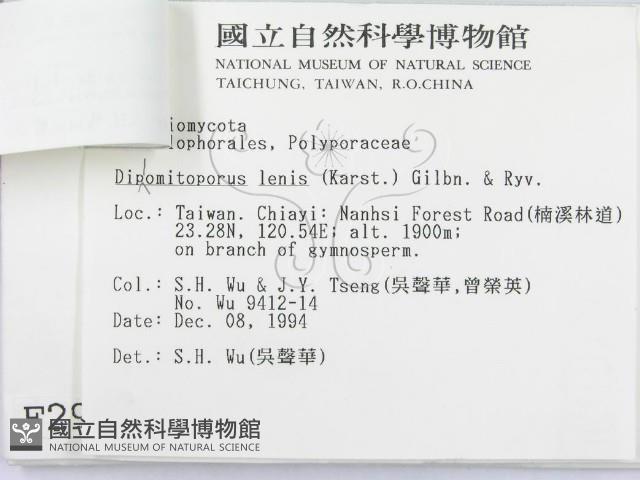 國立自然科學博物館
NATIONAL MUSEUM OF NATURAL SCIENCE
TAICHUNG, TAIWAN, R.O.CHINA
iomycota
lophorales, Polyporaceae
Dipomitoporus lenis (Karst.) Gilbn. & Ryv.
Loc.: Taiwan. Chiayi: Nanhsi Forest Road(楠溪林道)
23.28N, 120.54E; alt. 1900m;
on branch of gymnosperm.
Col.: S.H. Wu & J.Y. Tseng(吳聲華,曾榮英)
No. Wu 9412-14
Date: Dec. 08, 1994
Det.: S.H. Wu(吳聲華)
國立自然科學博物館
NATIONAL MUSEUM OF NATURAL SCIENCE